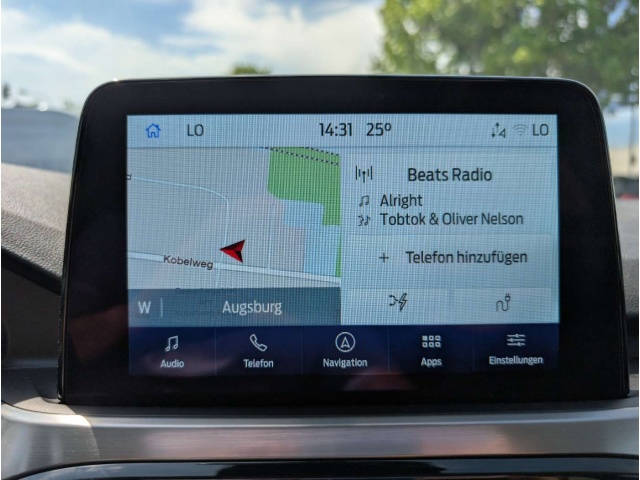 LO 14:31 25° 4 LO
Beats Radio
Alright
Tobtok & Oliver Nelson
Kobelweg
+ Telefon hinzufügen
W Augsburg
Audio Telefon Navigation Apps Einstellungen